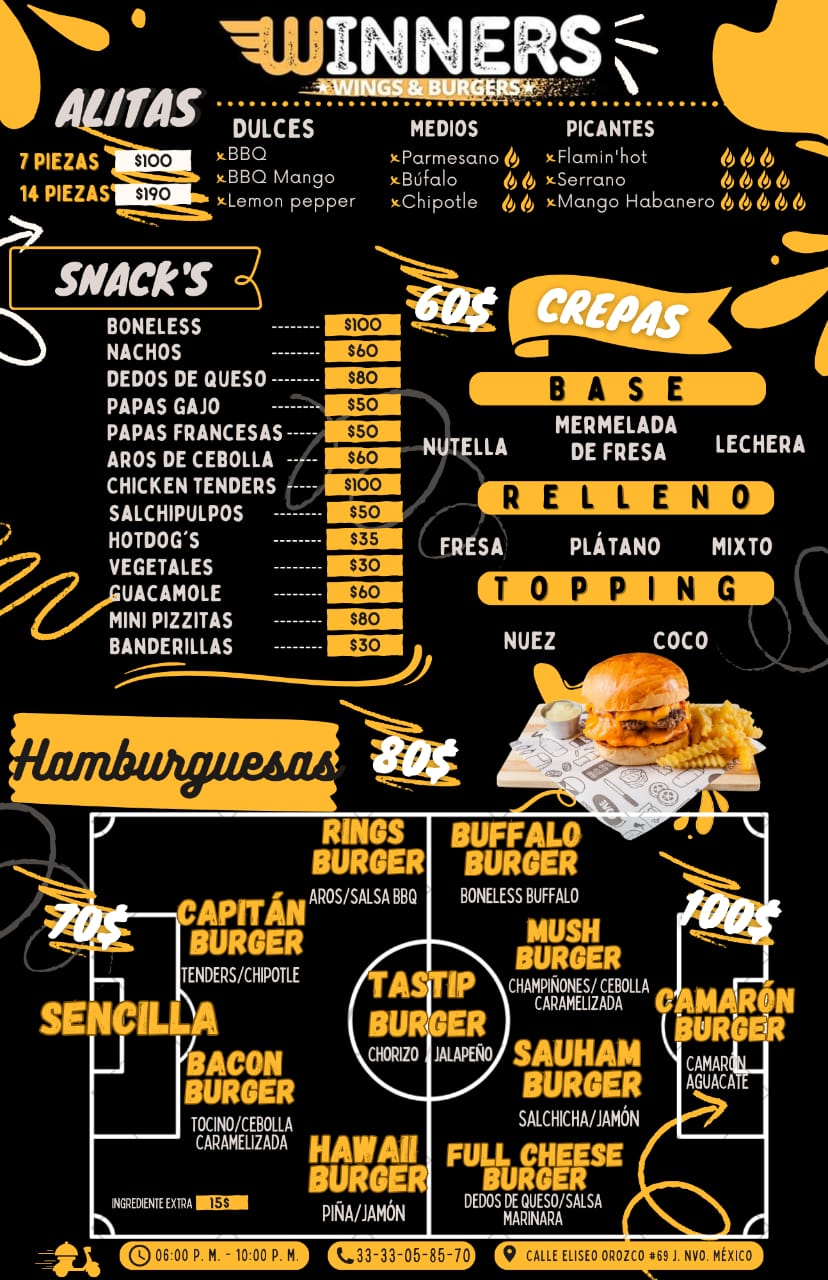 WINNERS
WINGS & BURGERS
ALITAS
7 PIEZAS $100
14 PIEZAS $190
DULCES
BBQ
BBQ Mango
Lemon pepper
MEDIOS
Parmesano
Búfalo
Chipotle
PICANTES
Flamin'hot
Serrano
Mango Habanero
SNACK'S
BONELESS -------- $100
NACHOS -------- $60
DEDOS DE QUESO -------- $80
PAPAS GAJO -------- $50
PAPAS FRANCESAS ----- $50
AROS DE CEBOLLA ----- $60
CHICKEN TENDERS ----- $100
SALCHIPULPOS -------- $50
HOTDOG´S -------- $35
VEGETALES -------- $30
GUACAMOLE -------- $60
MINI PIZZITAS -------- $80
BANDERILLAS -------- $30
60$
CREPAS
BASE
NUTELLA
MERMELADA
DE FRESA
LECHERA
RELLENO
FRESA PLÁTANO MIXTO
TOPPING
NUEZ COCO
Hamburguesas
80$
70$
SENCILLA
CAPITÁN
BURGER
TENDERS/CHIPOTLE
BACON
BURGER
TOCINO/CEBOLLA
CARAMELIZADA
RINGS
BURGER
AROS/SALSA BBQ
TASTIP
BURGER
CHORIZO / JALAPEÑO
HAWAII
BURGER
PIÑA/JAMÓN
BUFFALO
BURGER
BONELESS BUFFALO
MUSH
BURGER
CHAMPIÑONES/ CEBOLLA
CARAMELIZADA
SAUHAM
BURGER
SALCHICHA/JAMÓN
FULL CHEESE
BURGER
DEDOS DE QUESO/SALSA
MARINARA
100$
CAMARÓN
BURGER
CAMARÓN
AGUACATE
INGREDIENTE EXTRA 15$
06:00 P. M. - 10:00 P. M.
33-33-05-85-70
CALLE ELISEO OROZCO #69 J. NVO. MÉXICO